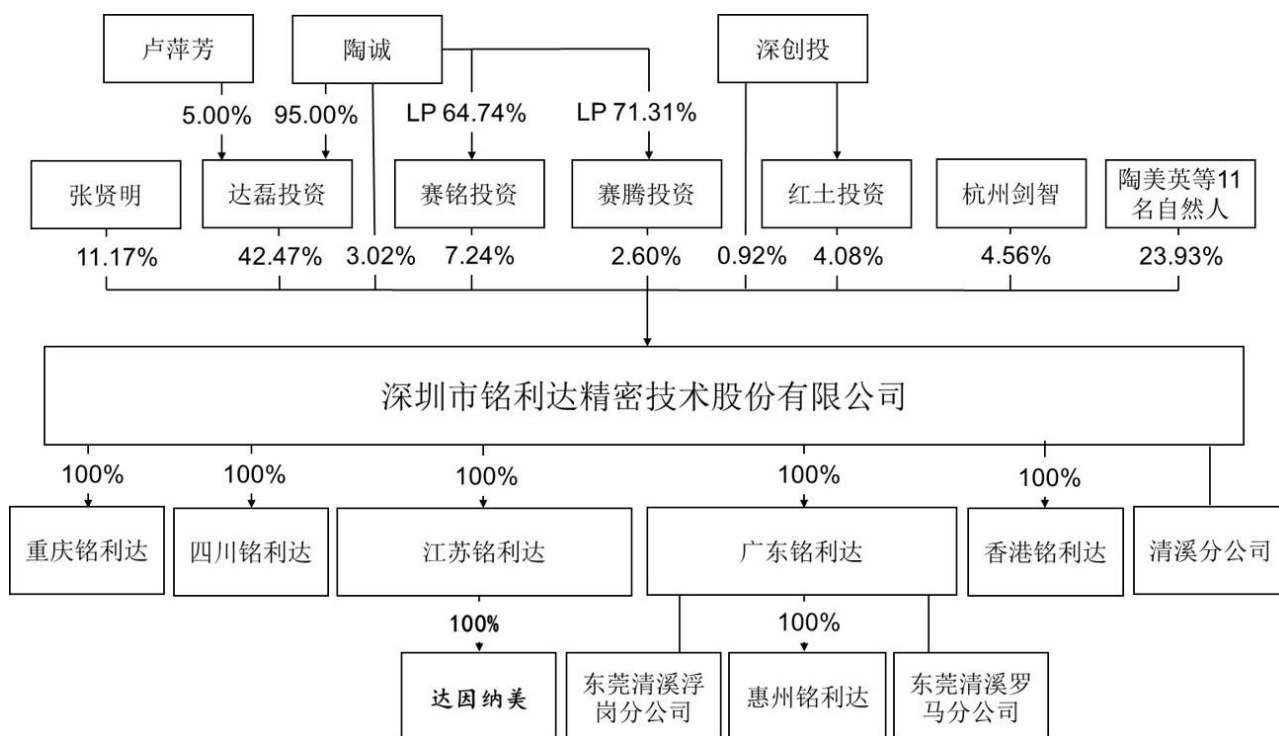 卢萍芳
陶诚
深创投
5.00%
95.00%
LP 64.74%
LP 71.31%
张贤明
达磊投资
赛铭投资
赛腾投资
红土投资
杭州剑智
陶美英等11
名自然人
11.17%
42.47%
3.02%
7.24%
2.60%
0.92%
4.08%
4.56%
23.93%
深圳市铭利达精密技术股份有限公司
100%
100%
100%
100%
100%
重庆铭利达
四川铭利达
江苏铭利达
广东铭利达
香港铭利达
清溪分公司
100%
100%
达因纳美
东莞清溪浮
岗分公司
惠州铭利达
东莞清溪罗
马分公司